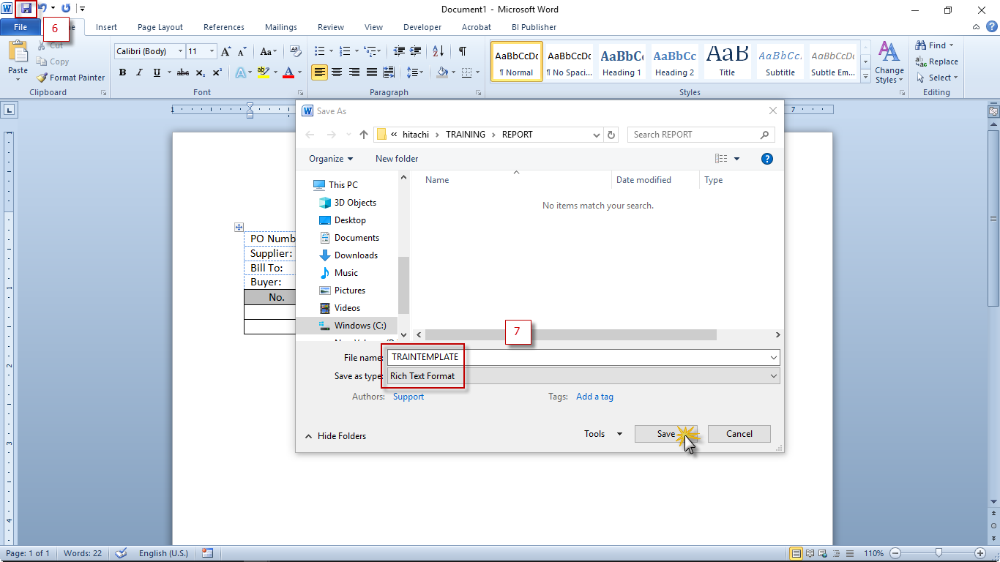 Document1 - Microsoft Word
File
6
Insert
Page Layout
References
Mailings
Review
View
Developer
Acrobat
BI Publisher
Paste
Cut
Copy
Format Painter
Clipboard
Calibri (Body)
11
Font
Paragraph
AaBbCcDc
¶ Normal
AaBbCcDc
¶ No Spaci...
AaBbCc
Heading 1
AaBbCc
Heading 2
AaB
Title
AaBbCc
Subtitle
AaBbCcDc
Subtle Em...
Change
Styles
Styles
Find
Replace
Select
Editing
Save As
hitachi
TRAINING
REPORT
Search REPORT
Organize
New folder
Name
Date modified
Type
No items match your search.
This PC
3D Objects
Desktop
Documents
Downloads
Music
Pictures
Videos
Windows (C:)
7
File name:
TRAINTEMPLATE
Save as type:
Rich Text Format
Authors:
Support
Tags:
Add a tag
Hide Folders
Tools
Save
Cancel
PO Numb
Supplier:
Bill To:
Buyer:
No.
Page: 1 of 1
Words: 22
English (U.S.)
110%